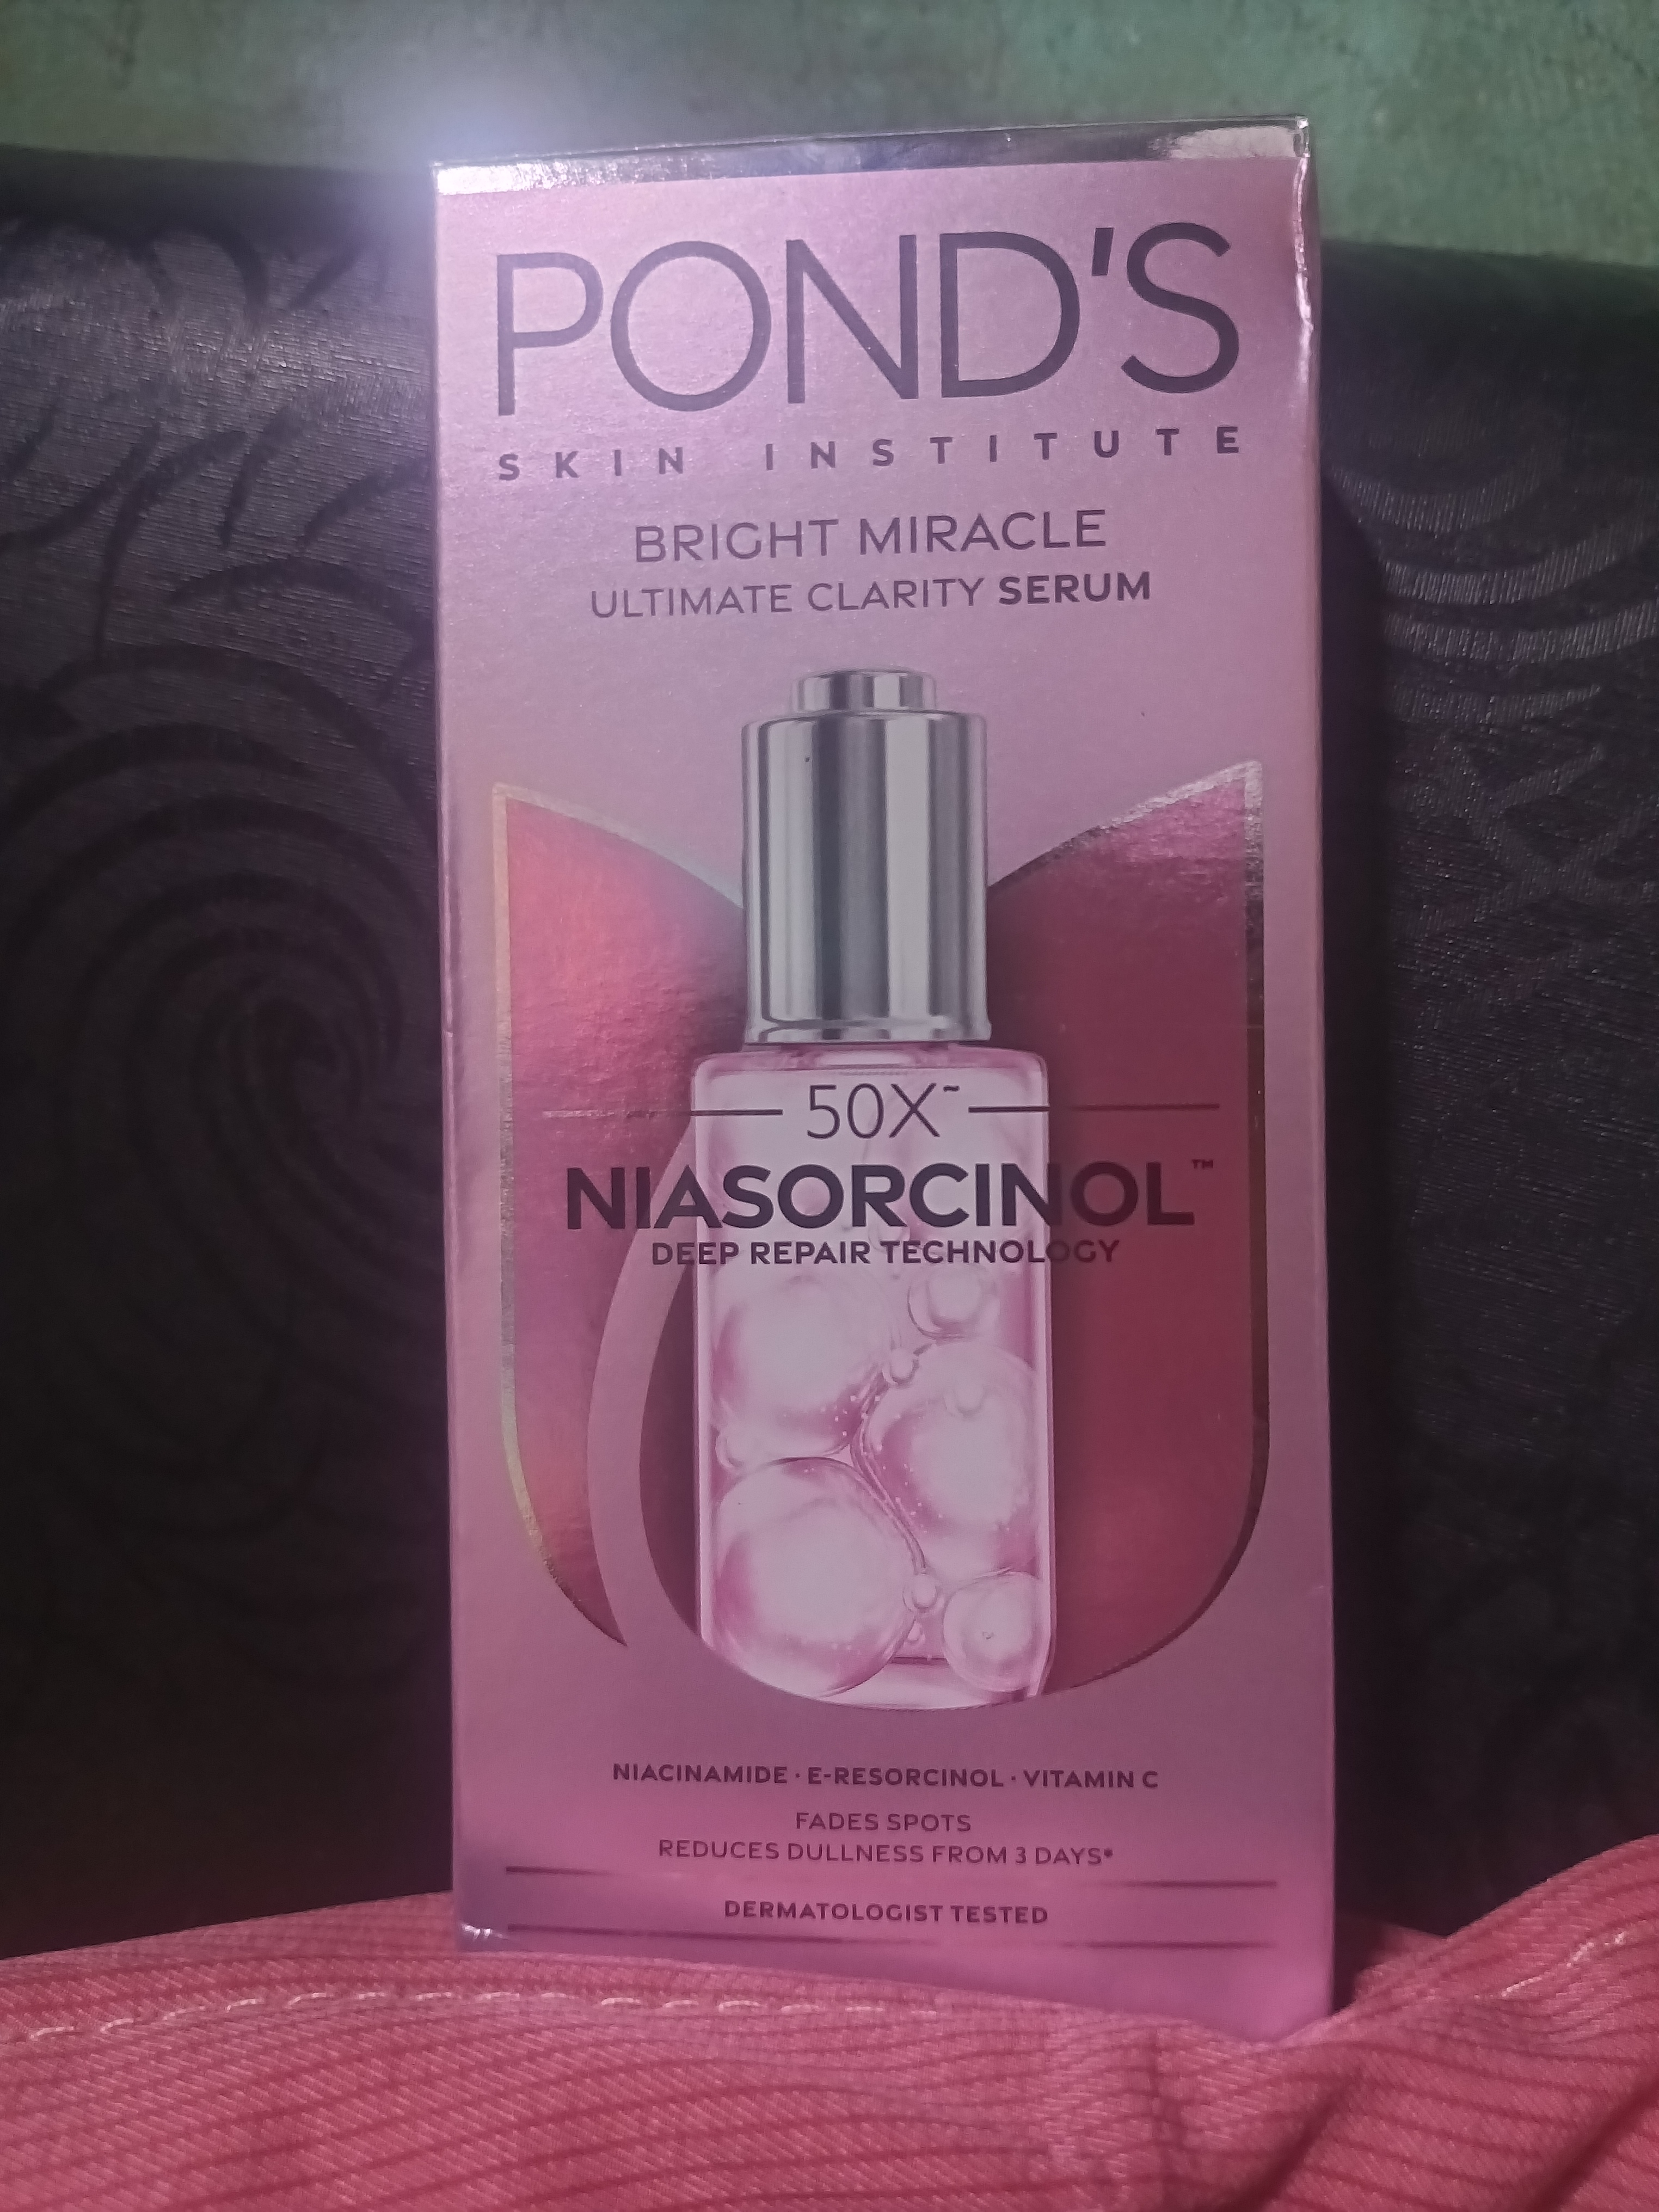 POND'S
SKIN INSTITUTE
BRIGHT MIRACLE
ULTIMATE CLARITY SERUM
50X~
NIASORCINOL™
DEEP REPAIR TECHNOLOGY
NIACINAMIDE · E-RESORCINOL · VITAMIN C
FADES SPOTS
REDUCES DULLNESS FROM 3 DAYS*
DERMATOLOGIST TESTED